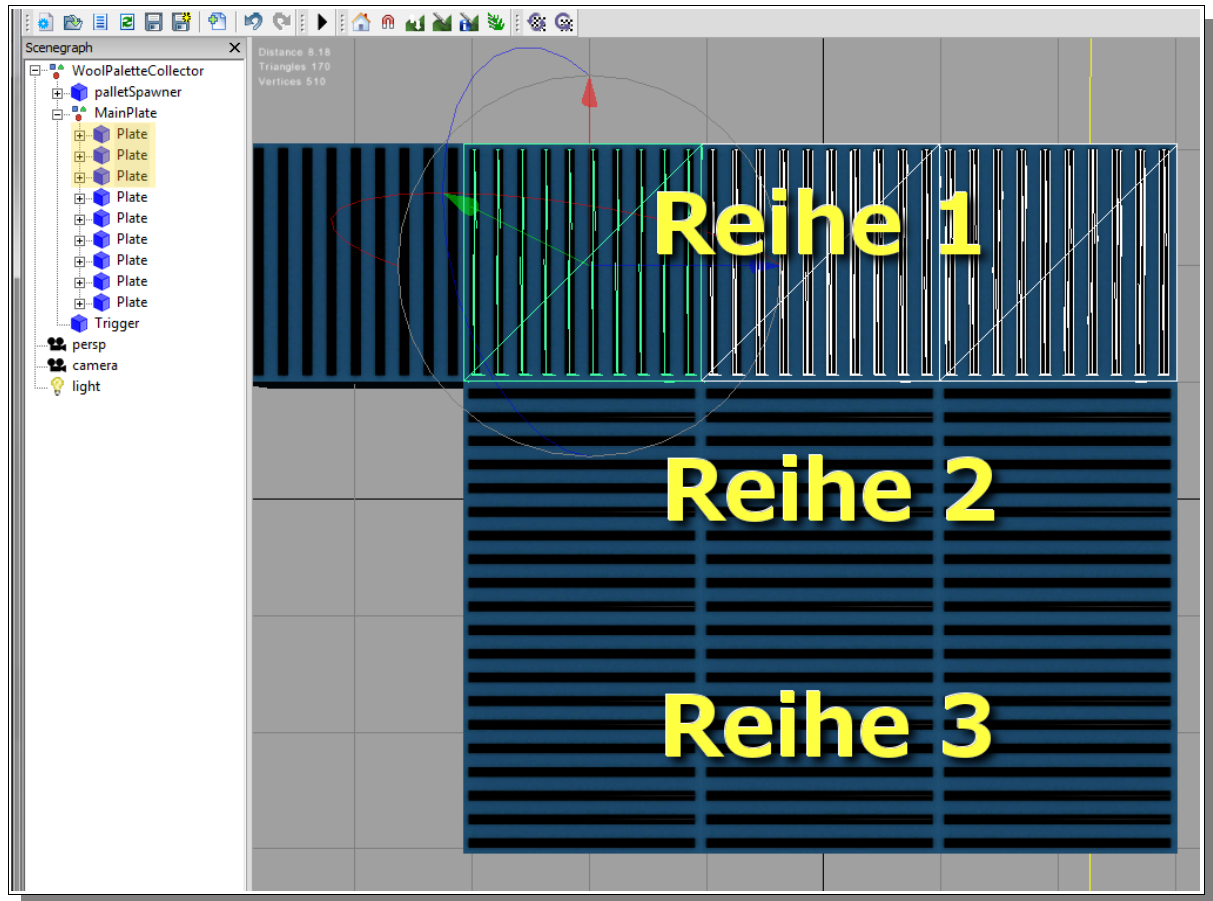 Scenegraph
X
WoolPaletteCollector
palletSpawner
MainPlate
Plate
Plate
Plate
Plate
Plate
Plate
Plate
Plate
Plate
Trigger
persp
camera
light
Distance 8.18
Triangles 170
Vertices 510
Reihe 1
Reihe 2
Reihe 3